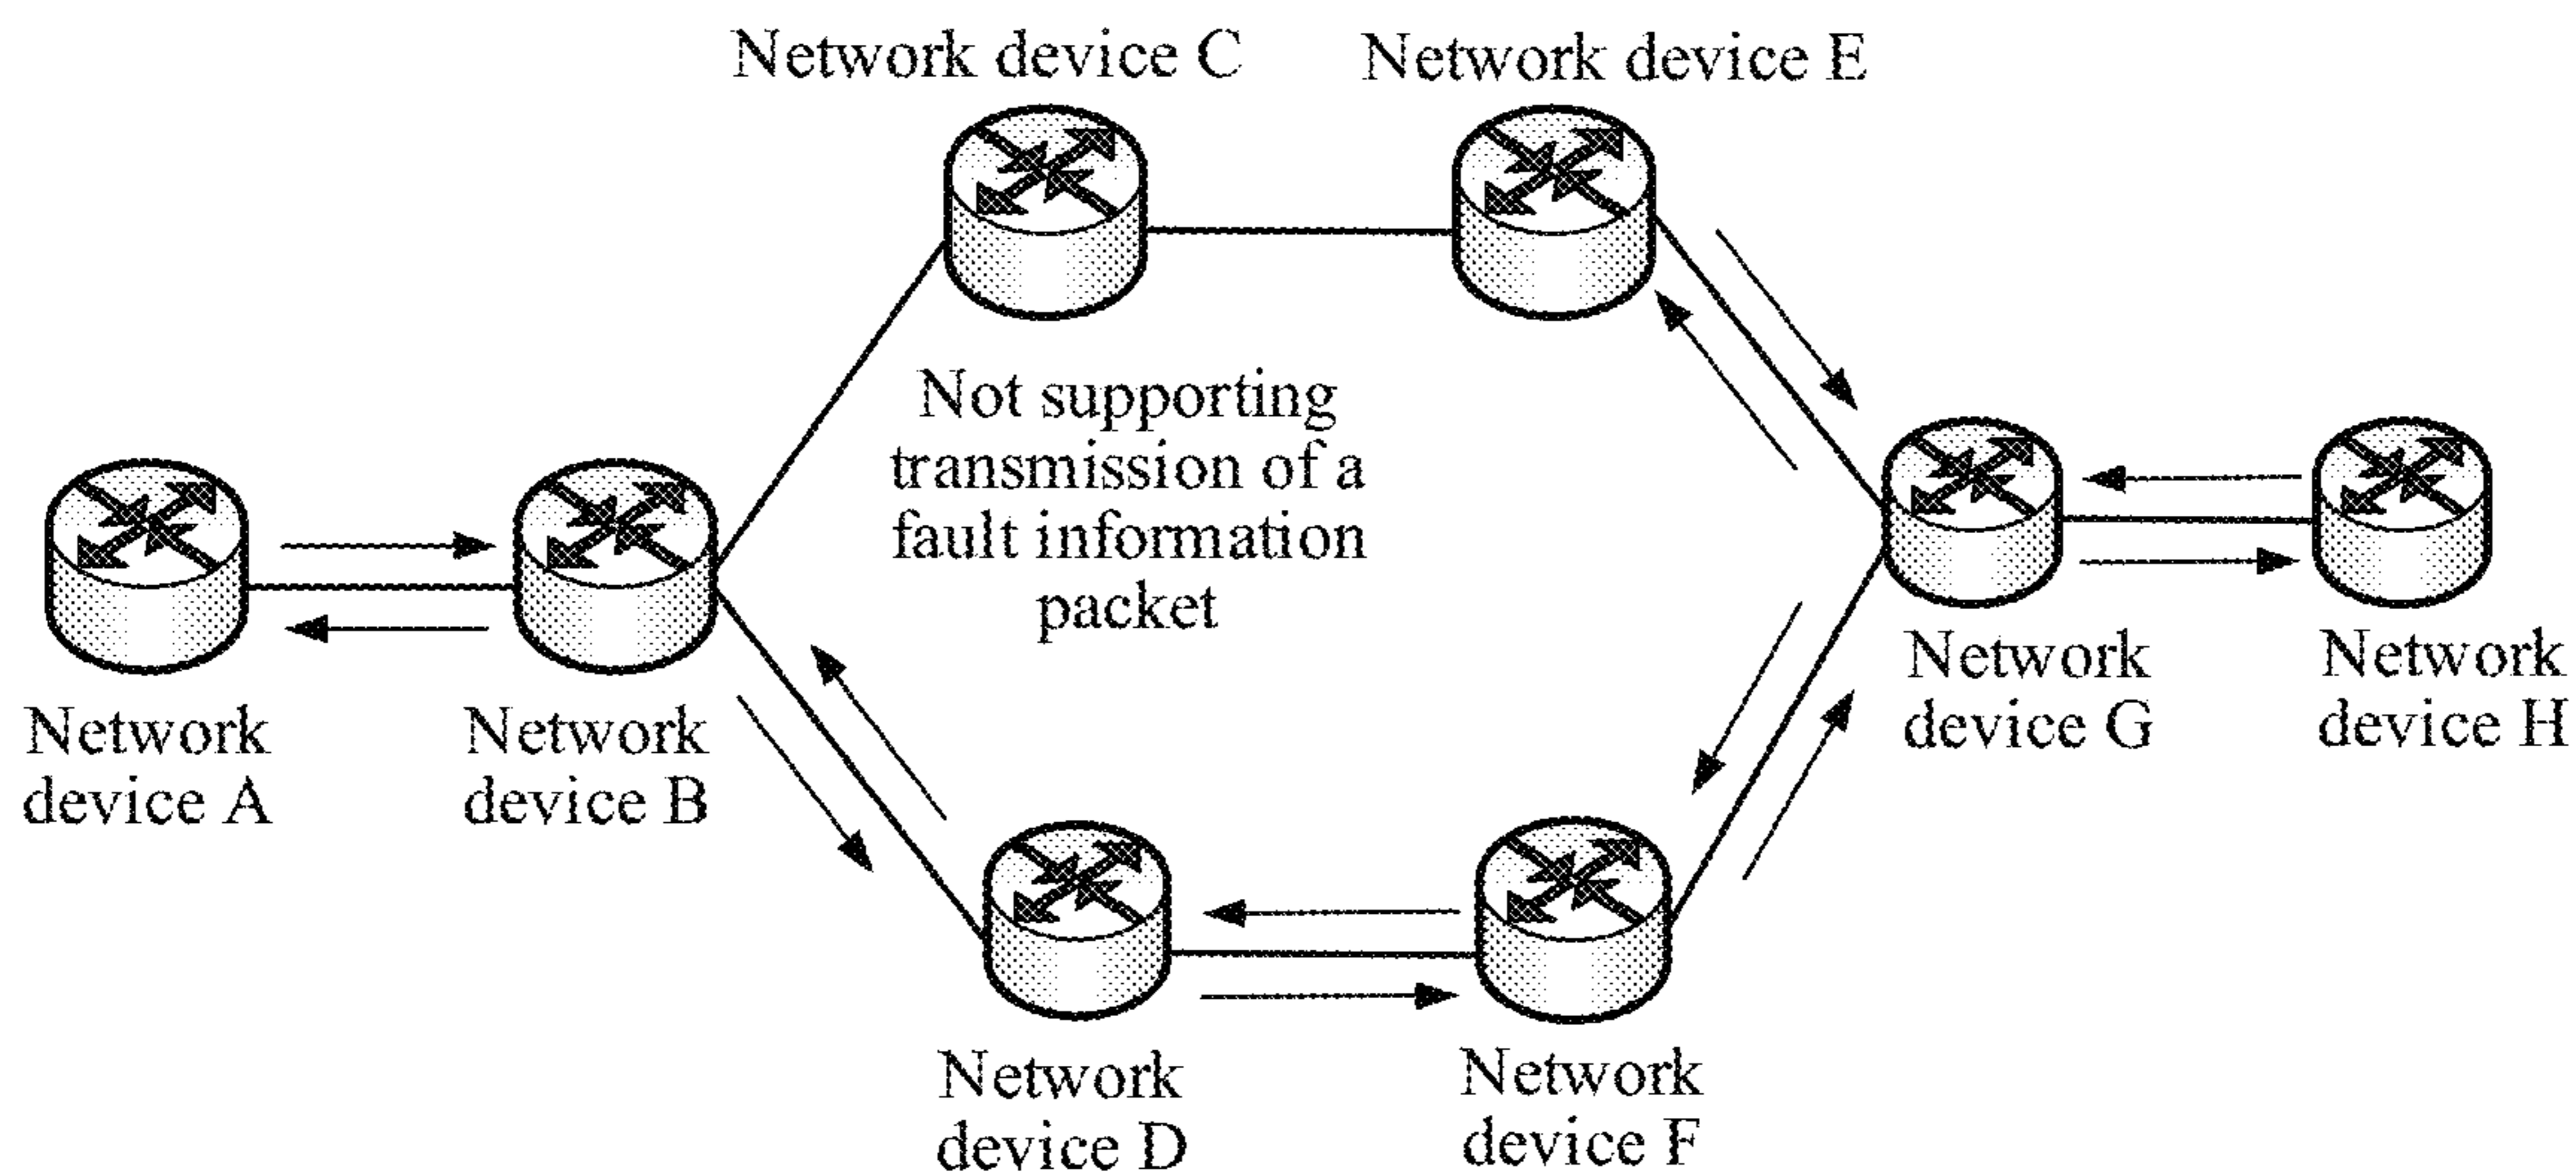 Network device C
Network device E
Not supporting
transmission of a
fault information
packet
Network
device A
Network
device B
Network
device G
Network
device H
Network
device D
Network
device F